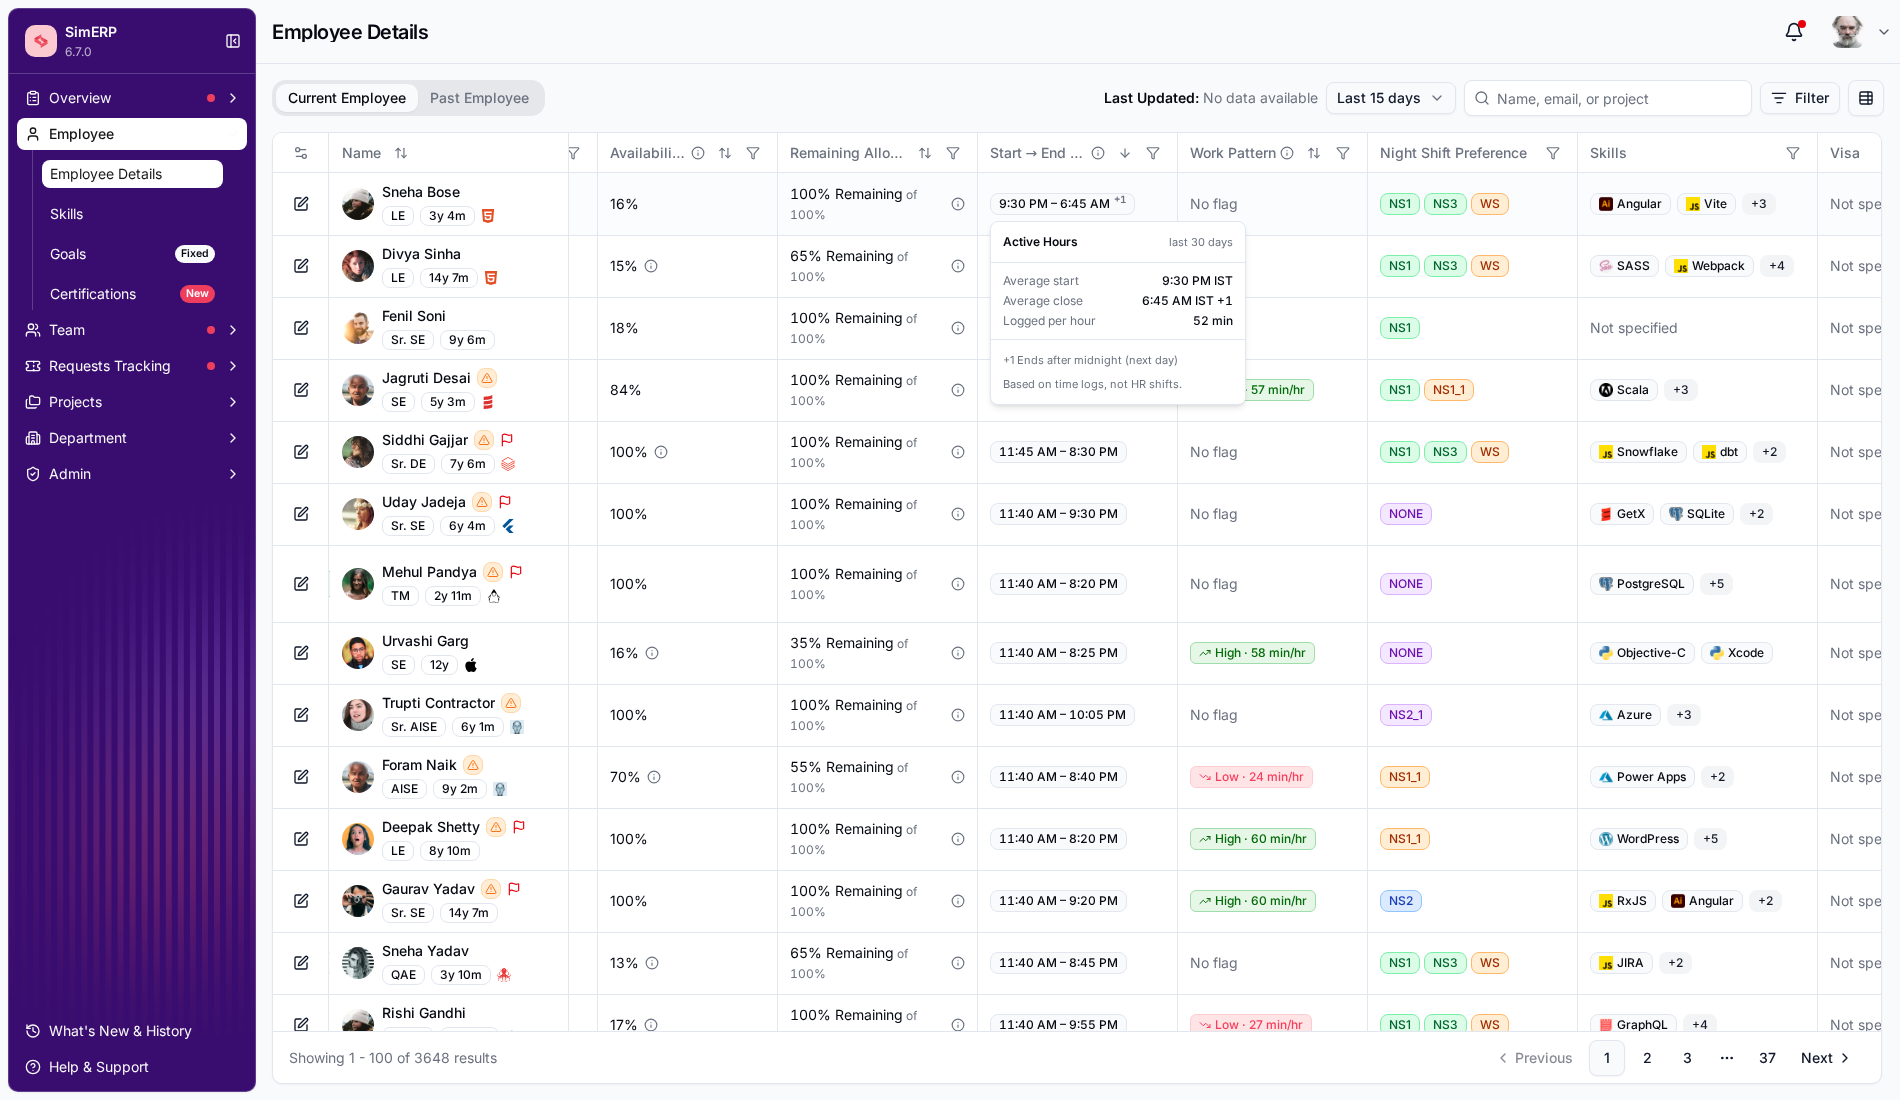 SimERP
6.7.0
Overview
Employee
Employee Details
Skills
Goals Fixed
Certifications New
Team
Requests Tracking
Projects
Department
Admin
What's New & History
Help & Support
Employee Details
Current Employee Past Employee
Last Updated: No data available Last 15 days Name, email, or project Filter
Name Availabili... Remaining Allo... Start → End ... Work Pattern Night Shift Preference Skills Visa
Sneha Bose
LE 3y 4m
16% 100% Remaining of 100% 9:30 PM – 6:45 AM +1 No flag NS1 NS3 WS Angular Vite +3 Not spe
Active Hours last 30 days
Average start 9:30 PM IST
Average close 6:45 AM IST +1
Logged per hour 52 min
+1 Ends after midnight (next day)
Based on time logs, not HR shifts.
Divya Sinha
LE 14y 7m
15% 65% Remaining of 100% NS1 NS3 WS SASS Webpack +4 Not spe
Fenil Soni
Sr. SE 9y 6m
18% 100% Remaining of 100% NS1 Not specified Not spe
Jagruti Desai
SE 5y 3m
84% 100% Remaining of 100% · 57 min/hr NS1 NS1_1 Scala +3 Not spe
Siddhi Gajjar
Sr. DE 7y 6m
100% 100% Remaining of 100% 11:45 AM – 8:30 PM No flag NS1 NS3 WS Snowflake dbt +2 Not spe
Uday Jadeja
Sr. SE 6y 4m
100% 100% Remaining of 100% 11:40 AM – 9:30 PM No flag NONE GetX SQLite +2 Not spe
Mehul Pandya
TM 2y 11m
100% 100% Remaining of 100% 11:40 AM – 8:20 PM No flag NONE PostgreSQL +5 Not spe
Urvashi Garg
SE 12y
16% 35% Remaining of 100% 11:40 AM – 8:25 PM High · 58 min/hr NONE Objective-C Xcode Not spe
Trupti Contractor
Sr. AISE 6y 1m
100% 100% Remaining of 100% 11:40 AM – 10:05 PM No flag NS2_1 Azure +3 Not spe
Foram Naik
AISE 9y 2m
70% 55% Remaining of 100% 11:40 AM – 8:40 PM Low · 24 min/hr NS1_1 Power Apps +2 Not spe
Deepak Shetty
LE 8y 10m
100% 100% Remaining of 100% 11:40 AM – 8:20 PM High · 60 min/hr NS1_1 WordPress +5 Not spe
Gaurav Yadav
Sr. SE 14y 7m
100% 100% Remaining of 100% 11:40 AM – 9:20 PM High · 60 min/hr NS2 RxJS Angular +2 Not spe
Sneha Yadav
QAE 3y 10m
13% 65% Remaining of 100% 11:40 AM – 8:45 PM No flag NS1 NS3 WS JIRA +2 Not spe
Rishi Gandhi
17% 100% Remaining of 11:40 AM – 9:55 PM Low · 27 min/hr NS1 NS3 WS GraphQL +4 Not spe
Showing 1 - 100 of 3648 results
Previous 1 2 3 ••• 37 Next